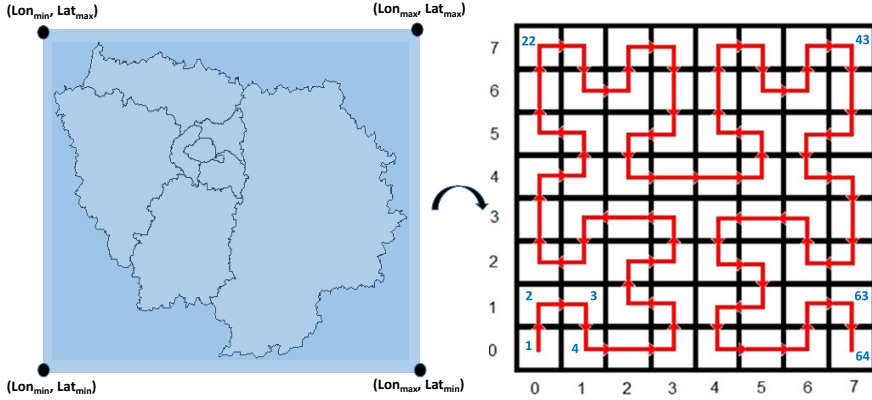 (Lonmin, Latmax)
(Lonmax, Latmax)
(Lonmin, Latmin)
(Lonmax, Latmin)
7 22 43
6
5
4
3
2
1 2 3 63
0 1 4 64
0 1 2 3 4 5 6 7